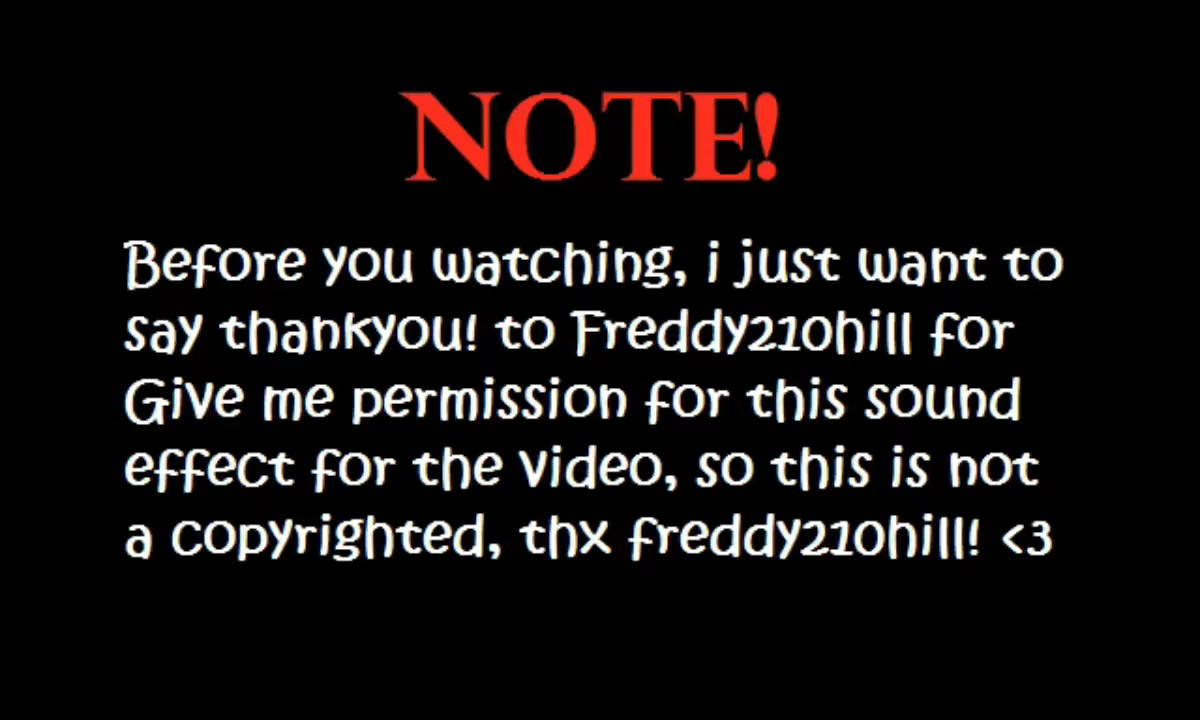 NOTE!
Before you watching, i just want to
say thankyou! to Freddy210hill for
Give me permission for this sound
effect for the video, so this is not
a copyrighted, thx freddy210hill! <3